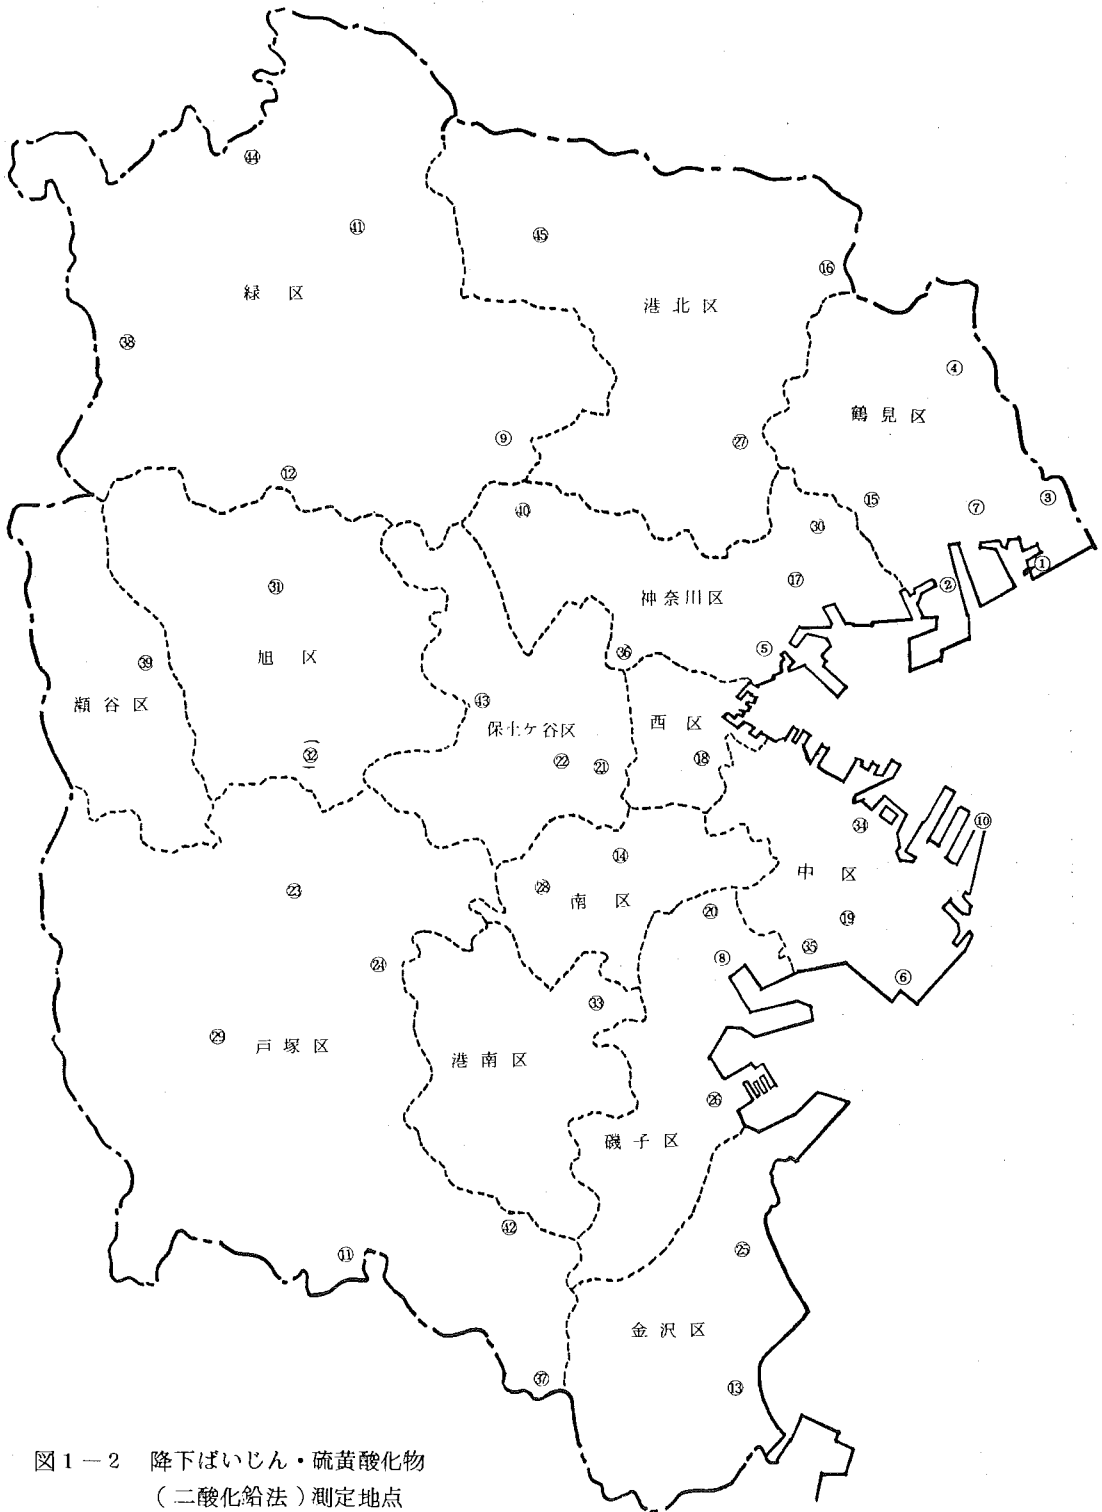 ㊹
㊶
㊺
⑯
緑 区
港 北 区
㊳
④
鶴 見 区
⑨
㉗
⑫
⑮
⑦
③
㊵
㉚
①
㉛
⑰
②
神 奈 川 区
旭 区
㊱
⑤
㊴
瀬 谷 区
㊸
保土ケ谷区
西 区
(㉜)
㉒
㉑
⑱
㉞
⑩
⑭
中 区
㉓
㉘
南 区
⑳
⑲
㉔
⑧
㉟
⑥
㉝
㉙
戸 塚 区
港 南 区
㉖
磯 子 区
㊷
⑪
㉕
金 沢 区
㊲
⑬
図1-2 降下ばいじん・硫黄酸化物
(二酸化鉛法)測定地点